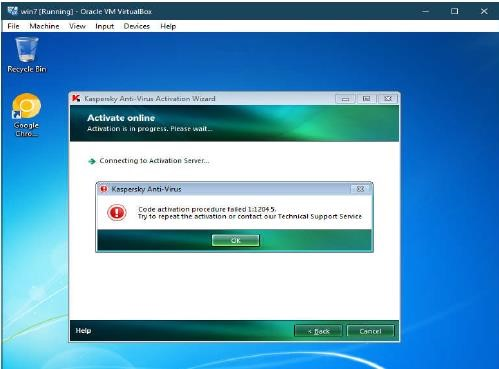 win7 [Running] - Oracle VM VirtualBox
File Machine View Input Devices Help
Recycle Bin
Google
Chro...
Kaspersky Anti-Virus Activation Wizard
Activate online
Activation is in progress. Please wait...
Connecting to Activation Server...
Kaspersky Anti-Virus
Code activation procedure failed 1:12045.
Try to repeat the activation or contact our Technical Support Service
OK
Help
< Back
Cancel